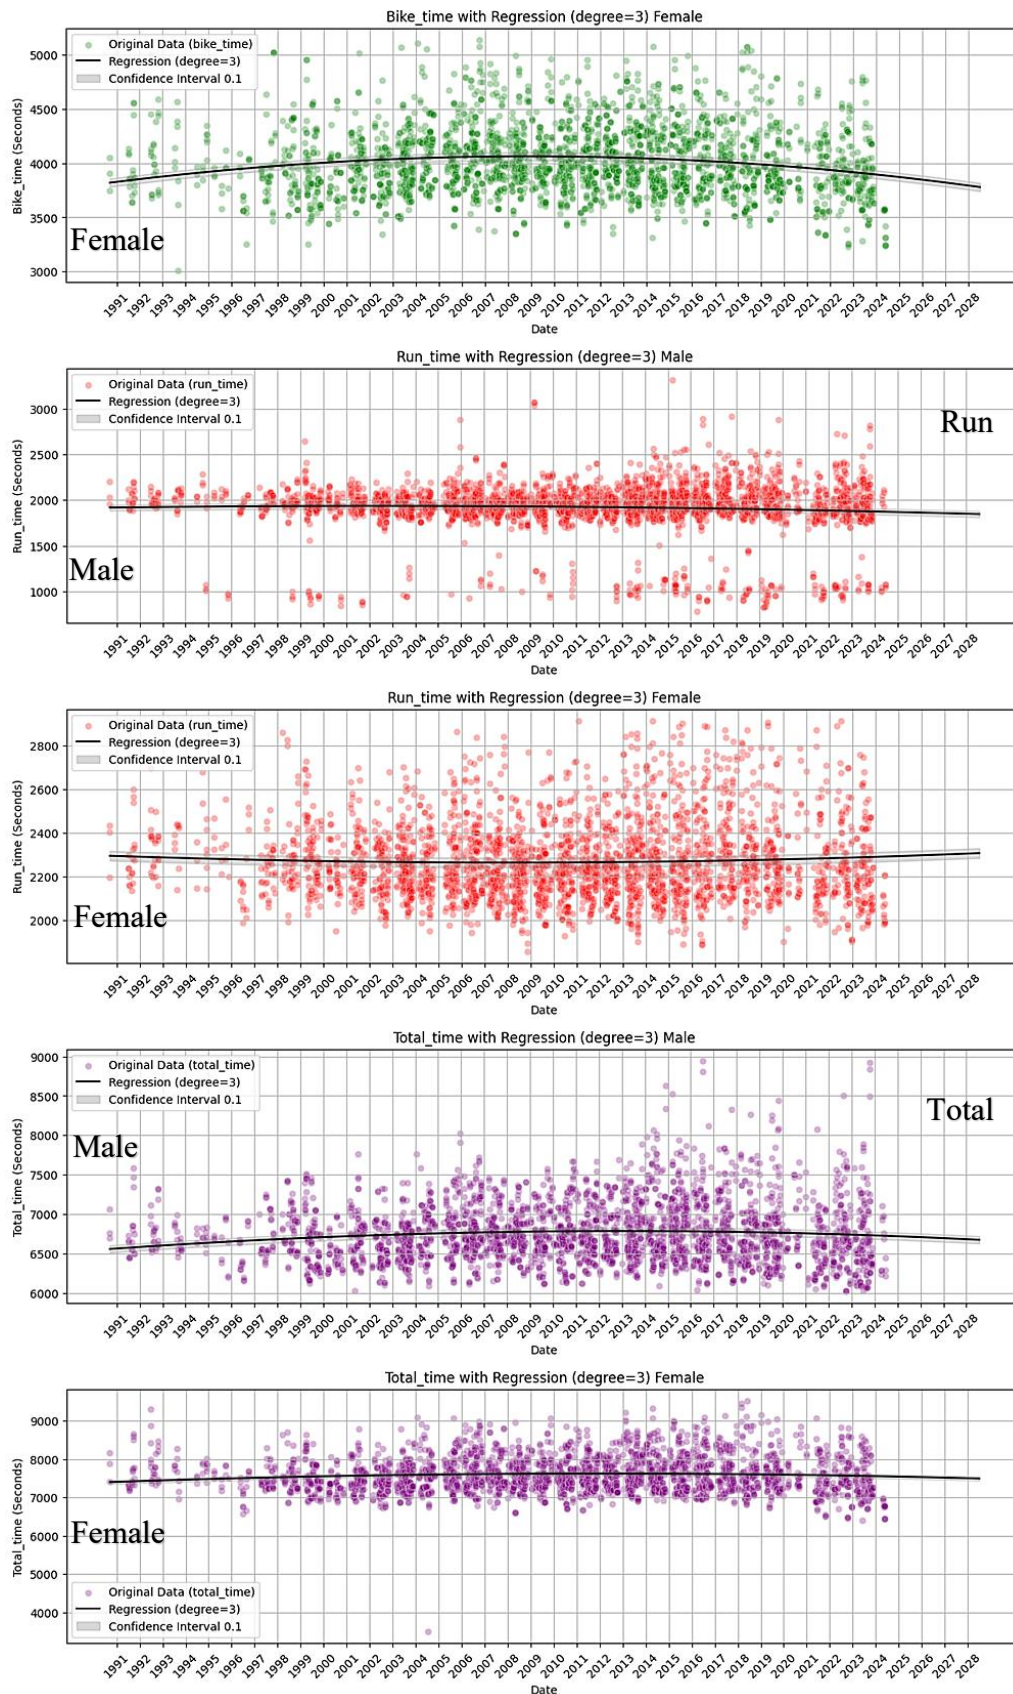 Bike_time with Regression (degree=3) Female
Original Data (bike_time)
Regression (degree=3)
Confidence Interval 0.1
5000
4500
4000
3500
3000
Bike_time (Seconds)
Female
1991 1992 1993 1994 1995 1996 1997 1998 1999 2000 2001 2002 2003 2004 2005 2006 2007 2008 2009 2010 2011 2012 2013 2014 2015 2016 2017 2018 2019 2020 2021 2022 2023 2024 2025 2026 2027 2028
Date
Run_time with Regression (degree=3) Male
Original Data (run_time)
Regression (degree=3)
Confidence Interval 0.1
Run
3000
2500
2000
1500
1000
Run_time (Seconds)
Male
1991 1992 1993 1994 1995 1996 1997 1998 1999 2000 2001 2002 2003 2004 2005 2006 2007 2008 2009 2010 2011 2012 2013 2014 2015 2016 2017 2018 2019 2020 2021 2022 2023 2024 2025 2026 2027 2028
Date
Run_time with Regression (degree=3) Female
Original Data (run_time)
Regression (degree=3)
Confidence Interval 0.1
2800
2600
2400
2200
2000
Run_time (Seconds)
Female
1991 1992 1993 1994 1995 1996 1997 1998 1999 2000 2001 2002 2003 2004 2005 2006 2007 2008 2009 2010 2011 2012 2013 2014 2015 2016 2017 2018 2019 2020 2021 2022 2023 2024 2025 2026 2027 2028
Date
Total_time with Regression (degree=3) Male
Original Data (total_time)
Regression (degree=3)
Confidence Interval 0.1
Total
Male
9000
8500
8000
7500
7000
6500
6000
Total_time (Seconds)
1991 1992 1993 1994 1995 1996 1997 1998 1999 2000 2001 2002 2003 2004 2005 2006 2007 2008 2009 2010 2011 2012 2013 2014 2015 2016 2017 2018 2019 2020 2021 2022 2023 2024 2025 2026 2027 2028
Date
Total_time with Regression (degree=3) Female
9000
8000
7000
6000
5000
4000
Total_time (Seconds)
Female
Original Data (total_time)
Regression (degree=3)
Confidence Interval 0.1
1991 1992 1993 1994 1995 1996 1997 1998 1999 2000 2001 2002 2003 2004 2005 2006 2007 2008 2009 2010 2011 2012 2013 2014 2015 2016 2017 2018 2019 2020 2021 2022 2023 2024 2025 2026 2027 2028
Date